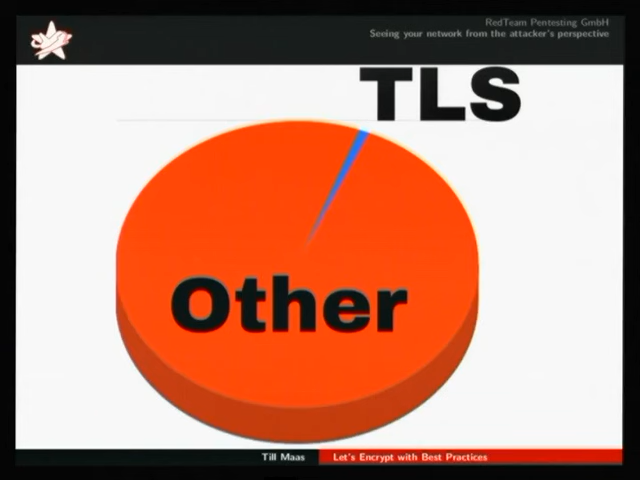 RedTeam Pentesting GmbH
Seeing your network from the attacker's perspective
TLS
Other
Till Maas
Let's Encrypt with Best Practices